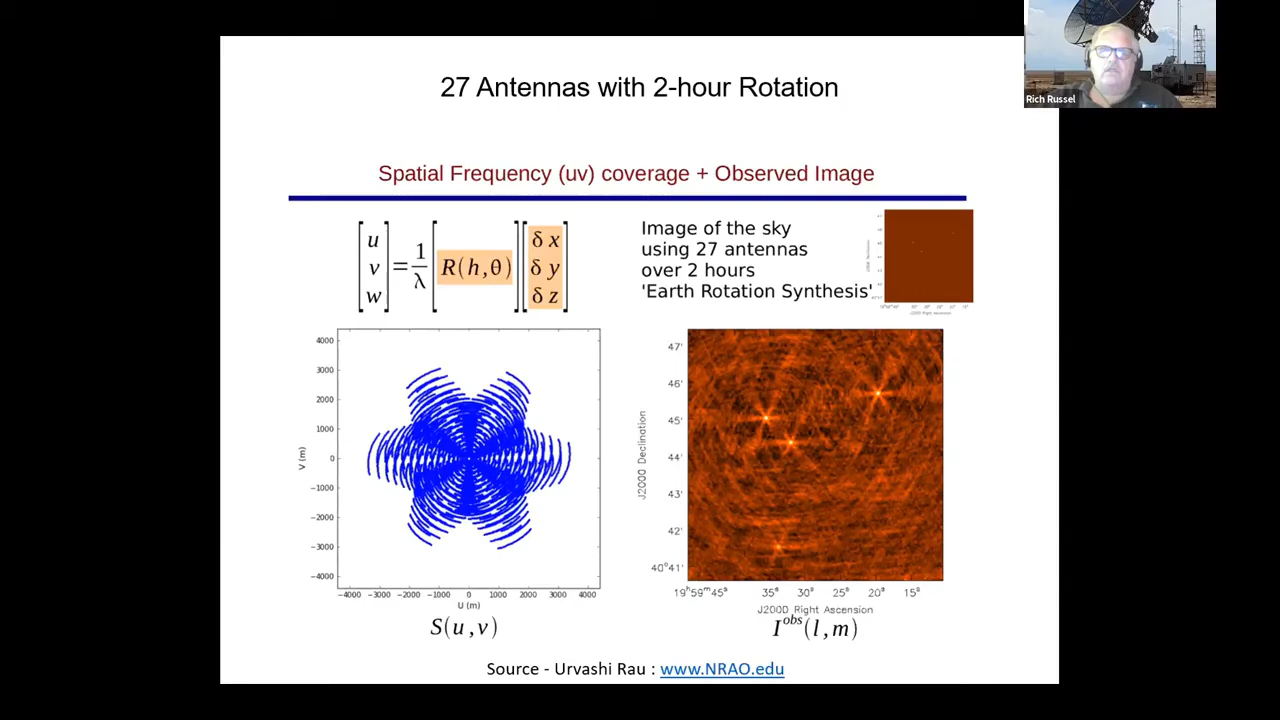 27 Antennas with 2-hour Rotation
Rich Russel
Spatial Frequency (uv) coverage + Observed Image
[u v w] = 1/λ [R(h,θ)] [δ x δ y δ z]
Image of the sky
using 27 antennas
over 2 hours
'Earth Rotation Synthesis'
4000
3000
2000
1000
0
−1000
−2000
−3000
−4000
V (m)
−4000 −3000 −2000 −1000 0 1000 2000 3000 4000
U (m)
S(u,v)
47'
46'
45'
44'
43'
42'
40°41'
J2000 Declination
19ʰ59ᵐ45ˢ 35ˢ 30ˢ 25ˢ 20ˢ 15ˢ
J2000 Right Ascension
Iᵒᵇˢ(l,m)
Source - Urvashi Rau : www.NRAO.edu